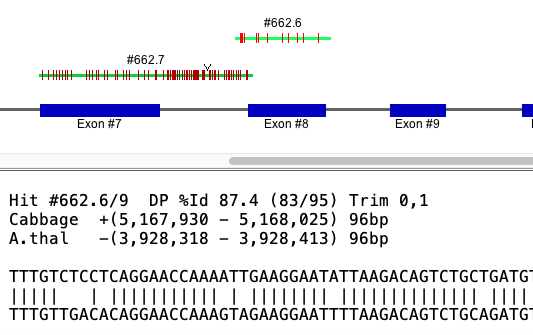 #662.6
#662.7
Exon #7 Exon #8 Exon #9
Hit #662.6/9 DP %Id 87.4 (83/95) Trim 0,1
Cabbage +(5,167,930 - 5,168,025) 96bp
A.thal -(3,928,318 - 3,928,413) 96bp
TTTGTCTCCTCAGGAACCAAAATTGAAGGAATATTAAGACAGTCTGCTGATGT
TTTGTTGACACAGGAACCAAAGTAGAAGGAATTTTAAGACAGTCTGCAGATGT